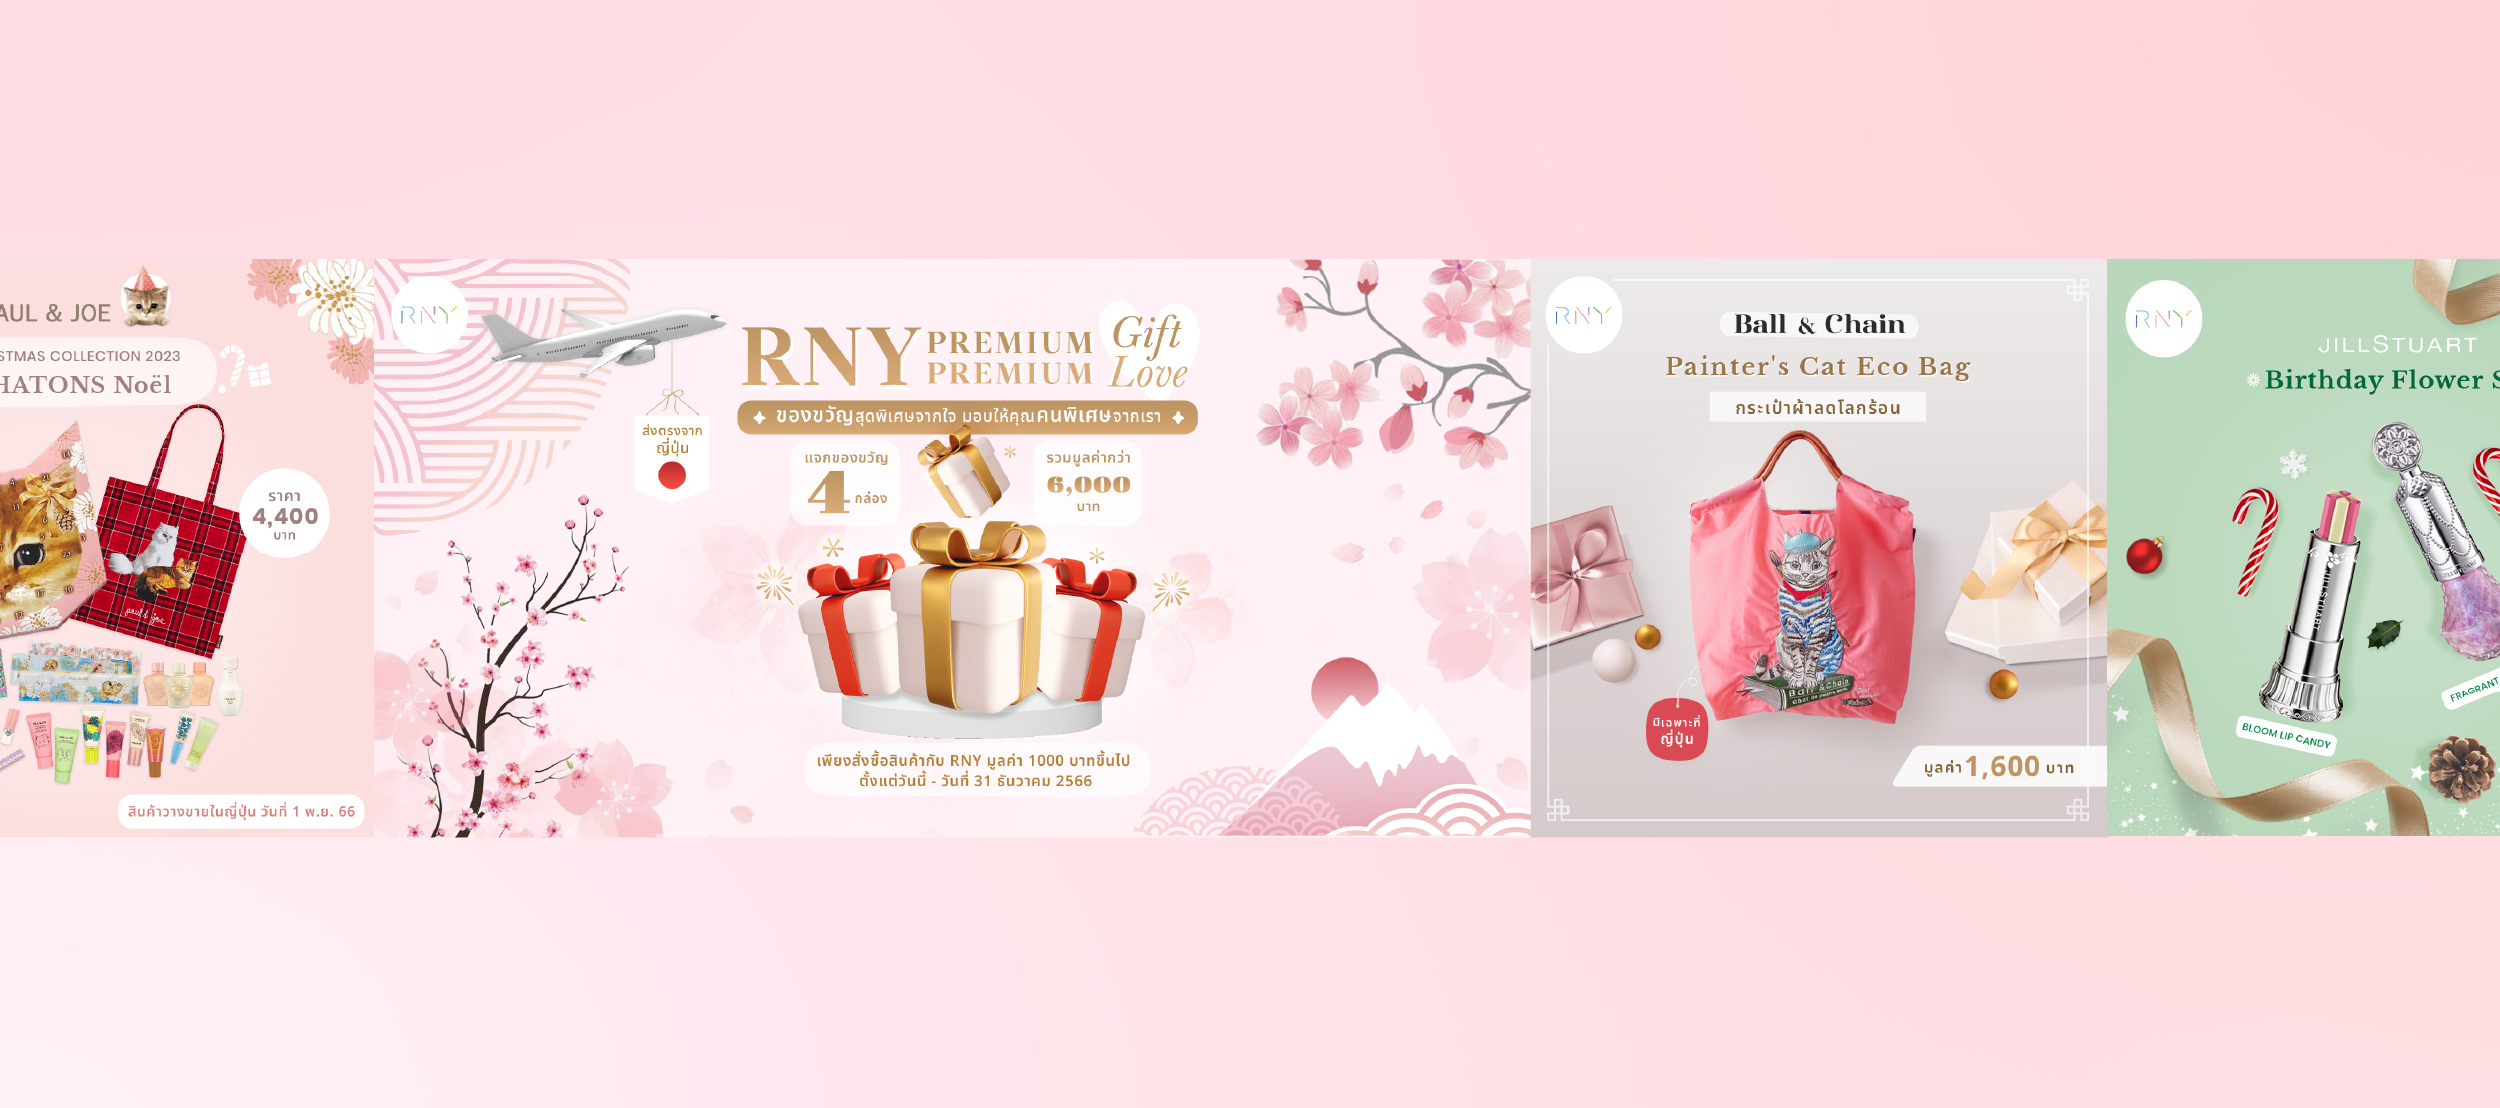 AUL & JOE
STMAS COLLECTION 2023
HATONS Noël
ราคา
4,400
บาท
paul & joe
สินค้าวางขายในญี่ปุ่น วันที่ 1 พ.ย. 66
RNY
ส่งตรงจาก
ญี่ปุ่น
RNY PREMIUM Gift
PREMIUM Love
ของขวัญสุดพิเศษจากใจ มอบให้คุณคนพิเศษจากเรา
แจกของขวัญ
4 กล่อง
รวมมูลค่ากว่า
6,000
บาท
เพียงสั่งซื้อสินค้ากับ RNY มูลค่า 1000 บาทขึ้นไป
ตั้งแต่วันนี้ - วันที่ 31 ธันวาคม 2566
RNY
Ball & Chain
Painter's Cat Eco Bag
กระเป๋าผ้าลดโลกร้อน
Ball & Chain
มีเฉพาะที่
ญี่ปุ่น
มูลค่า 1,600 บาท
RNY
JILLSTUART
Birthday Flower S
JILLSTUART
BLOOM LIP CANDY
FRAGRANT